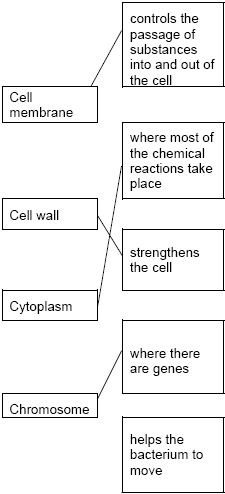 controls the
passage of
substances
into and out of
the cell
Cell
membrane
where most of
the chemical
reactions take
place
Cell wall
strengthens
the cell
Cytoplasm
where there
are genes
Chromosome
helps the
bacterium to
move